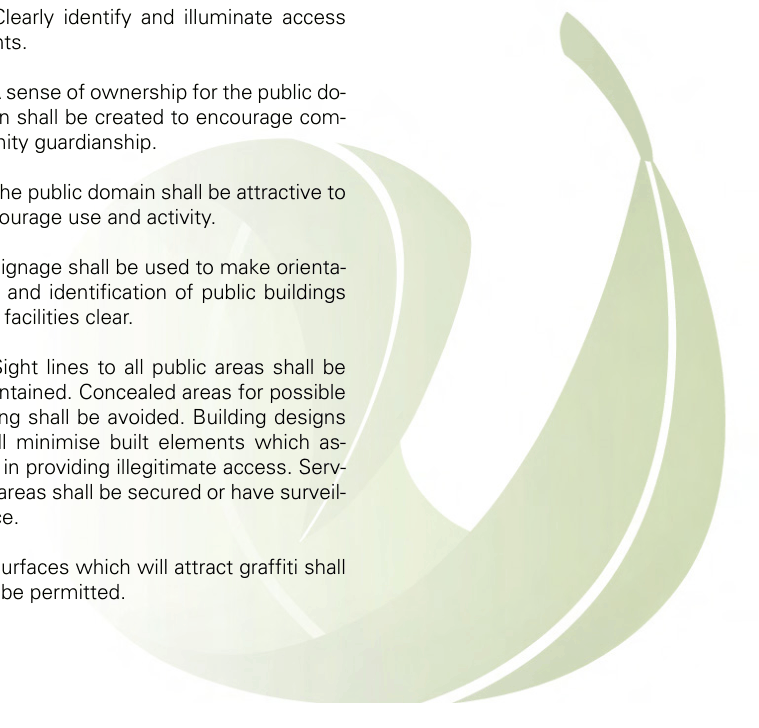 Clearly identify and illuminate access
nts.
sense of ownership for the public do-
n shall be created to encourage com-
nity guardianship.
he public domain shall be attractive to
ourage use and activity.
ignage shall be used to make orienta-
and identification of public buildings
facilities clear.
Sight lines to all public areas shall be
ntained. Concealed areas for possible
ng shall be avoided. Building designs
ll minimise built elements which as-
in providing illegitimate access. Serv-
areas shall be secured or have surveil-
ce.
urfaces which will attract graffiti shall
be permitted.